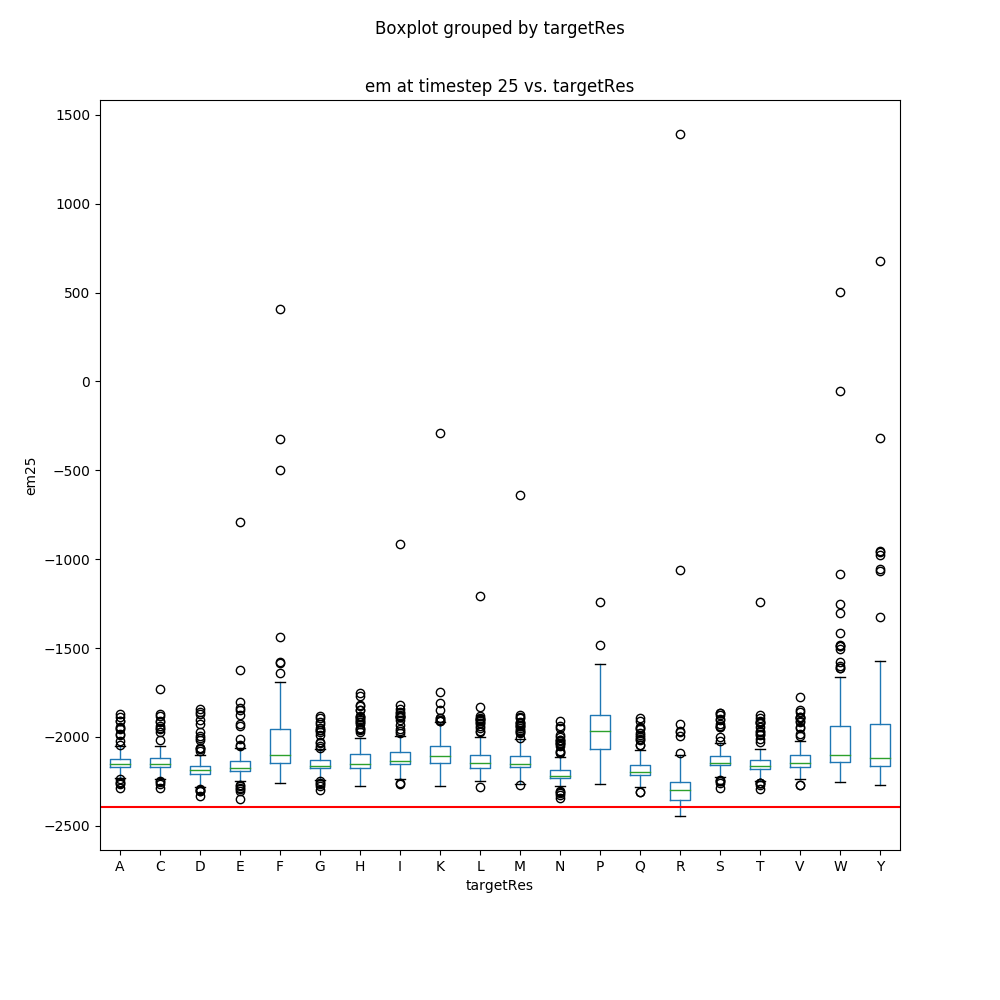 Boxplot grouped by targetRes
em at timestep 25 vs. targetRes
1500
1000
500
0
−500
−1000
−1500
−2000
−2500
em25
A C D E F G H I K L M N P Q R S T V W Y
targetRes